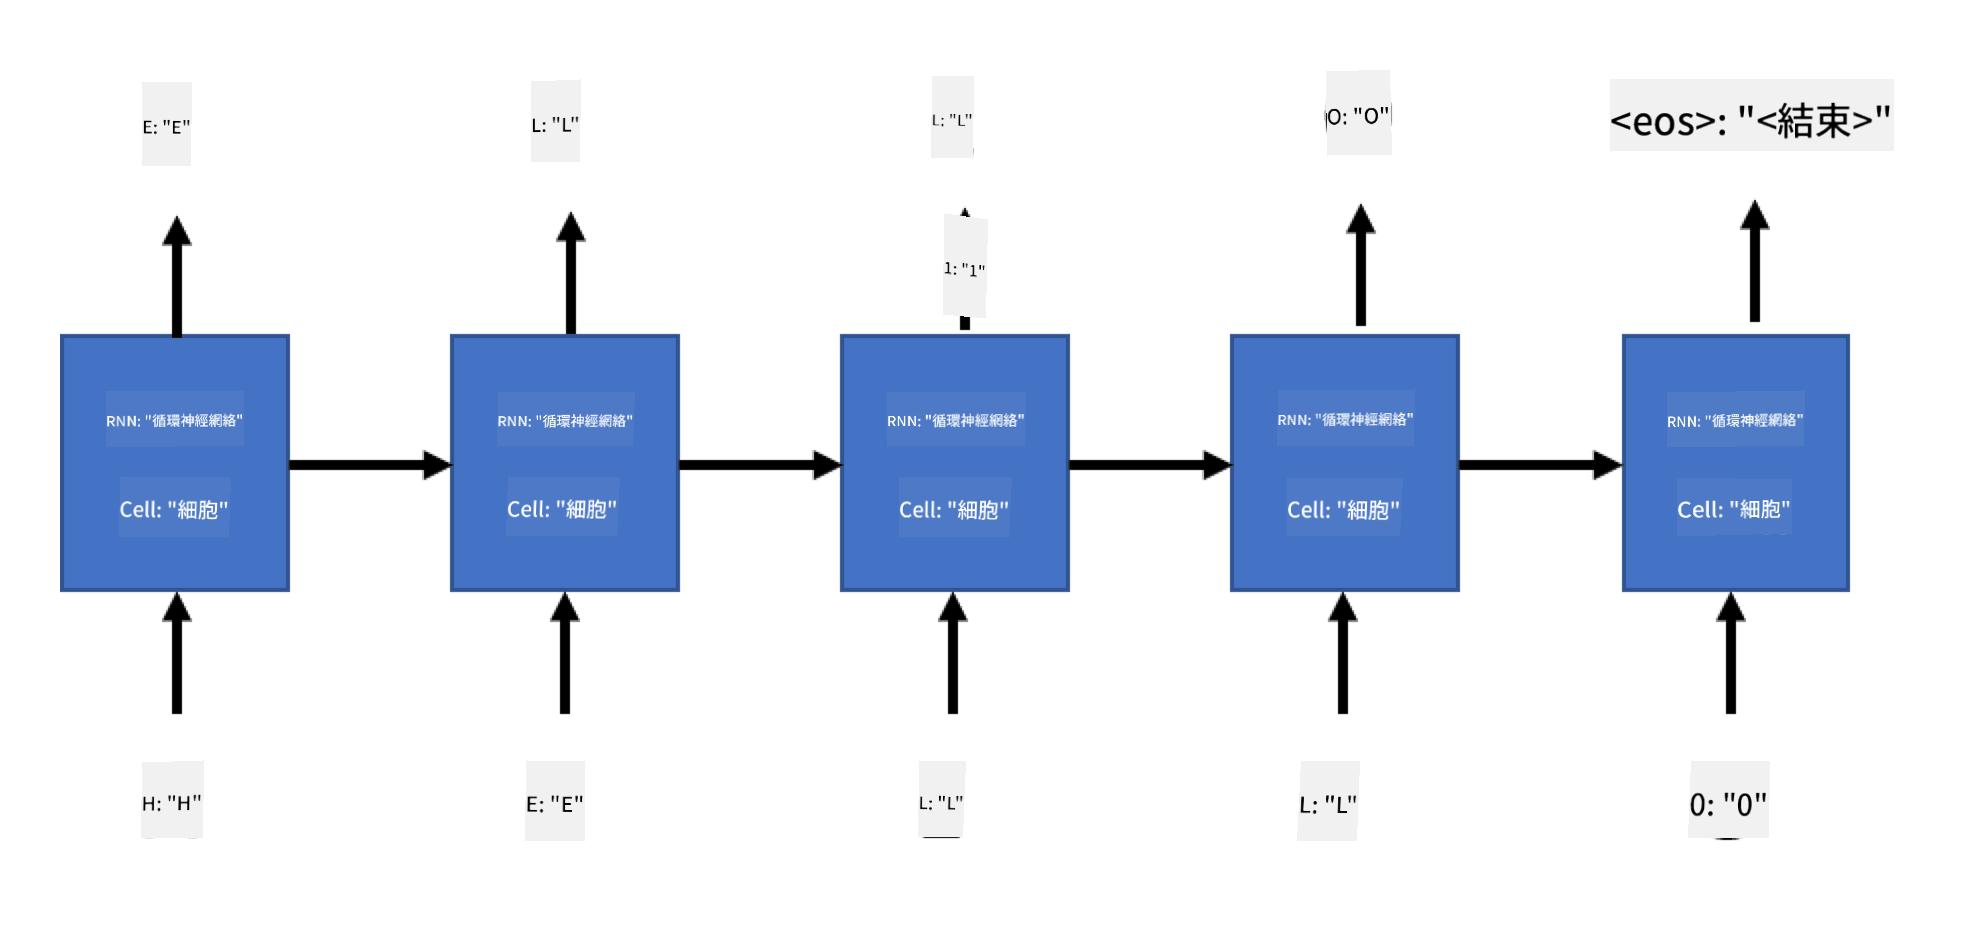 E: "E"
L: "L"
L: "L"
O: "O"
<eos>: "<結束>"
1: "1"
RNN: "循環神經網絡"
Cell: "細胞"
RNN: "循環神經網絡"
Cell: "細胞"
RNN: "循環神經網絡"
Cell: "細胞"
RNN: "循環神經網絡"
Cell: "細胞"
RNN: "循環神經網絡"
Cell: "細胞"
H: "H"
E: "E"
L: "L"
L: "L"
0: "0"